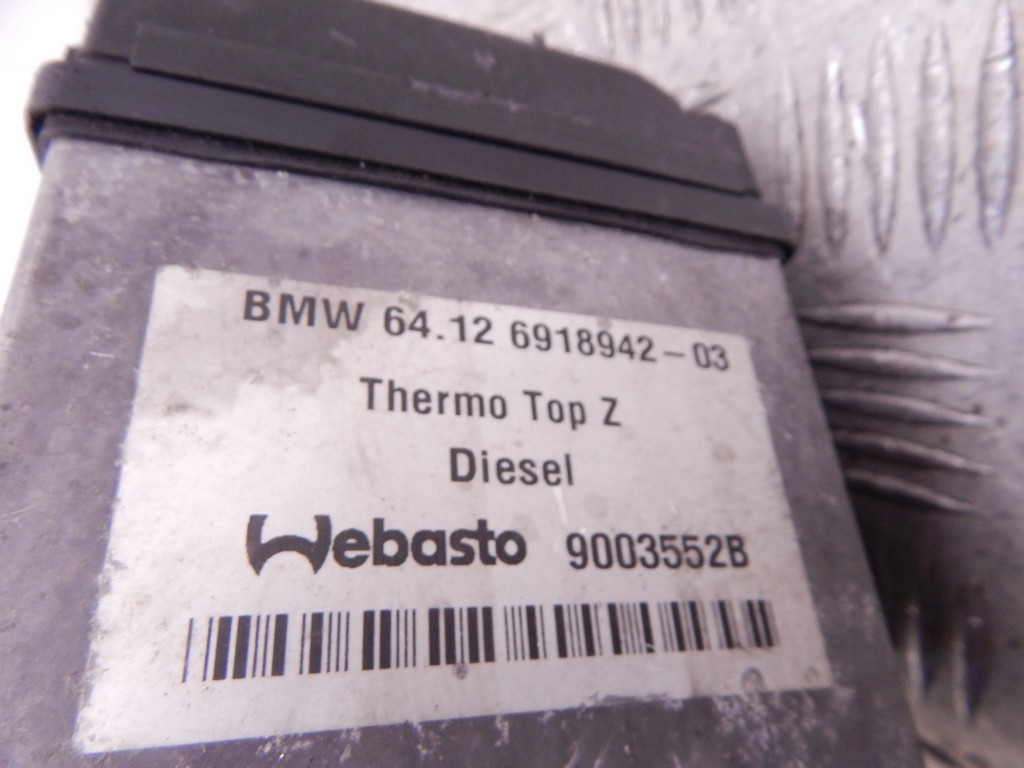 BMW 64.12 6918942-03
Thermo Top Z
Diesel
Webasto 9003552B